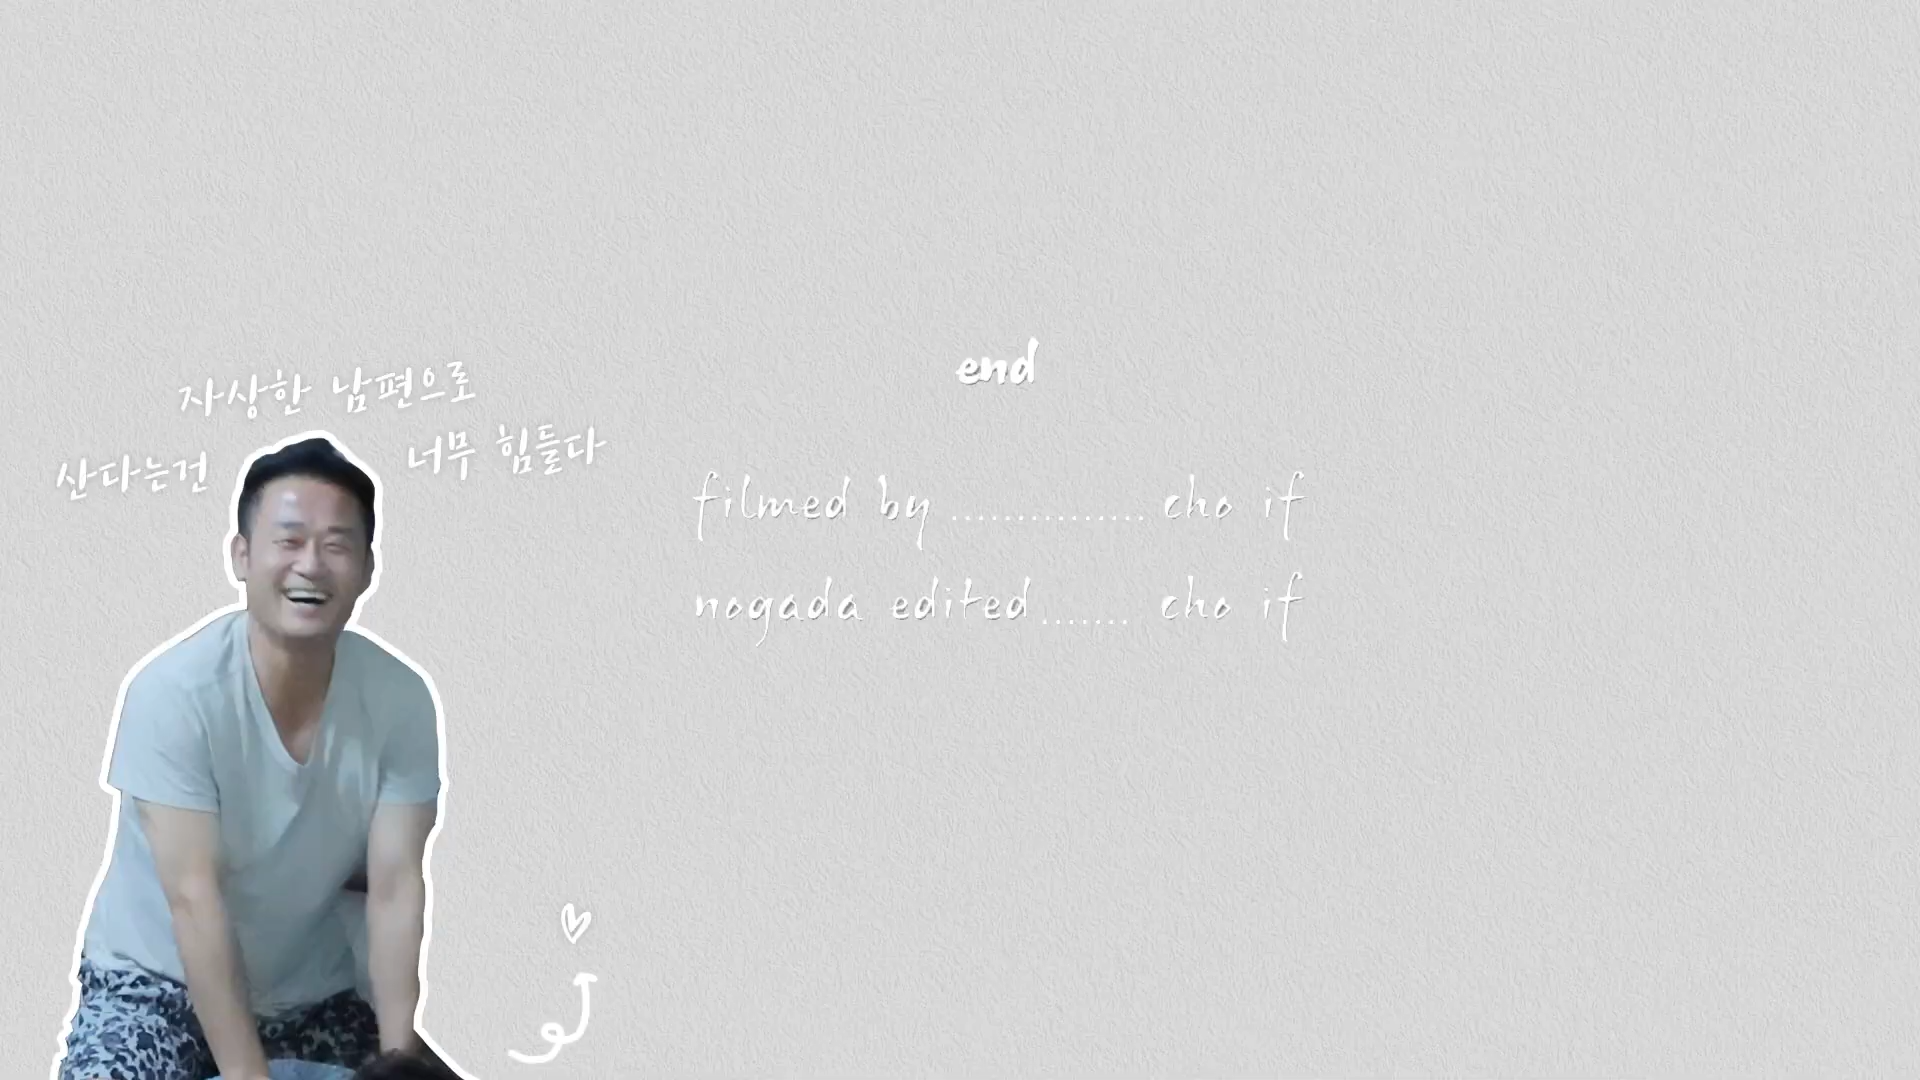 end
자상한 남편으로
산다는건 너무 힘들다
filmed by ............... cho if
nogada edited....... cho if